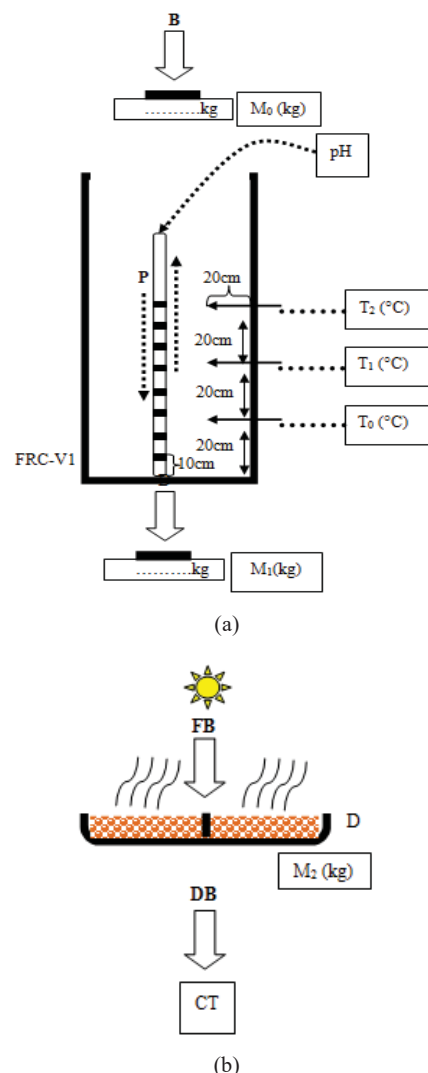 B
kg
M₀ (kg)
pH
P
20cm
T₂ (°C)
20cm
T₁ (°C)
20cm
T₀ (°C)
20cm
FRC-V1
10cm
kg
M₁(kg)
(a)
FB
D
M₂ (kg)
DB
CT
(b)